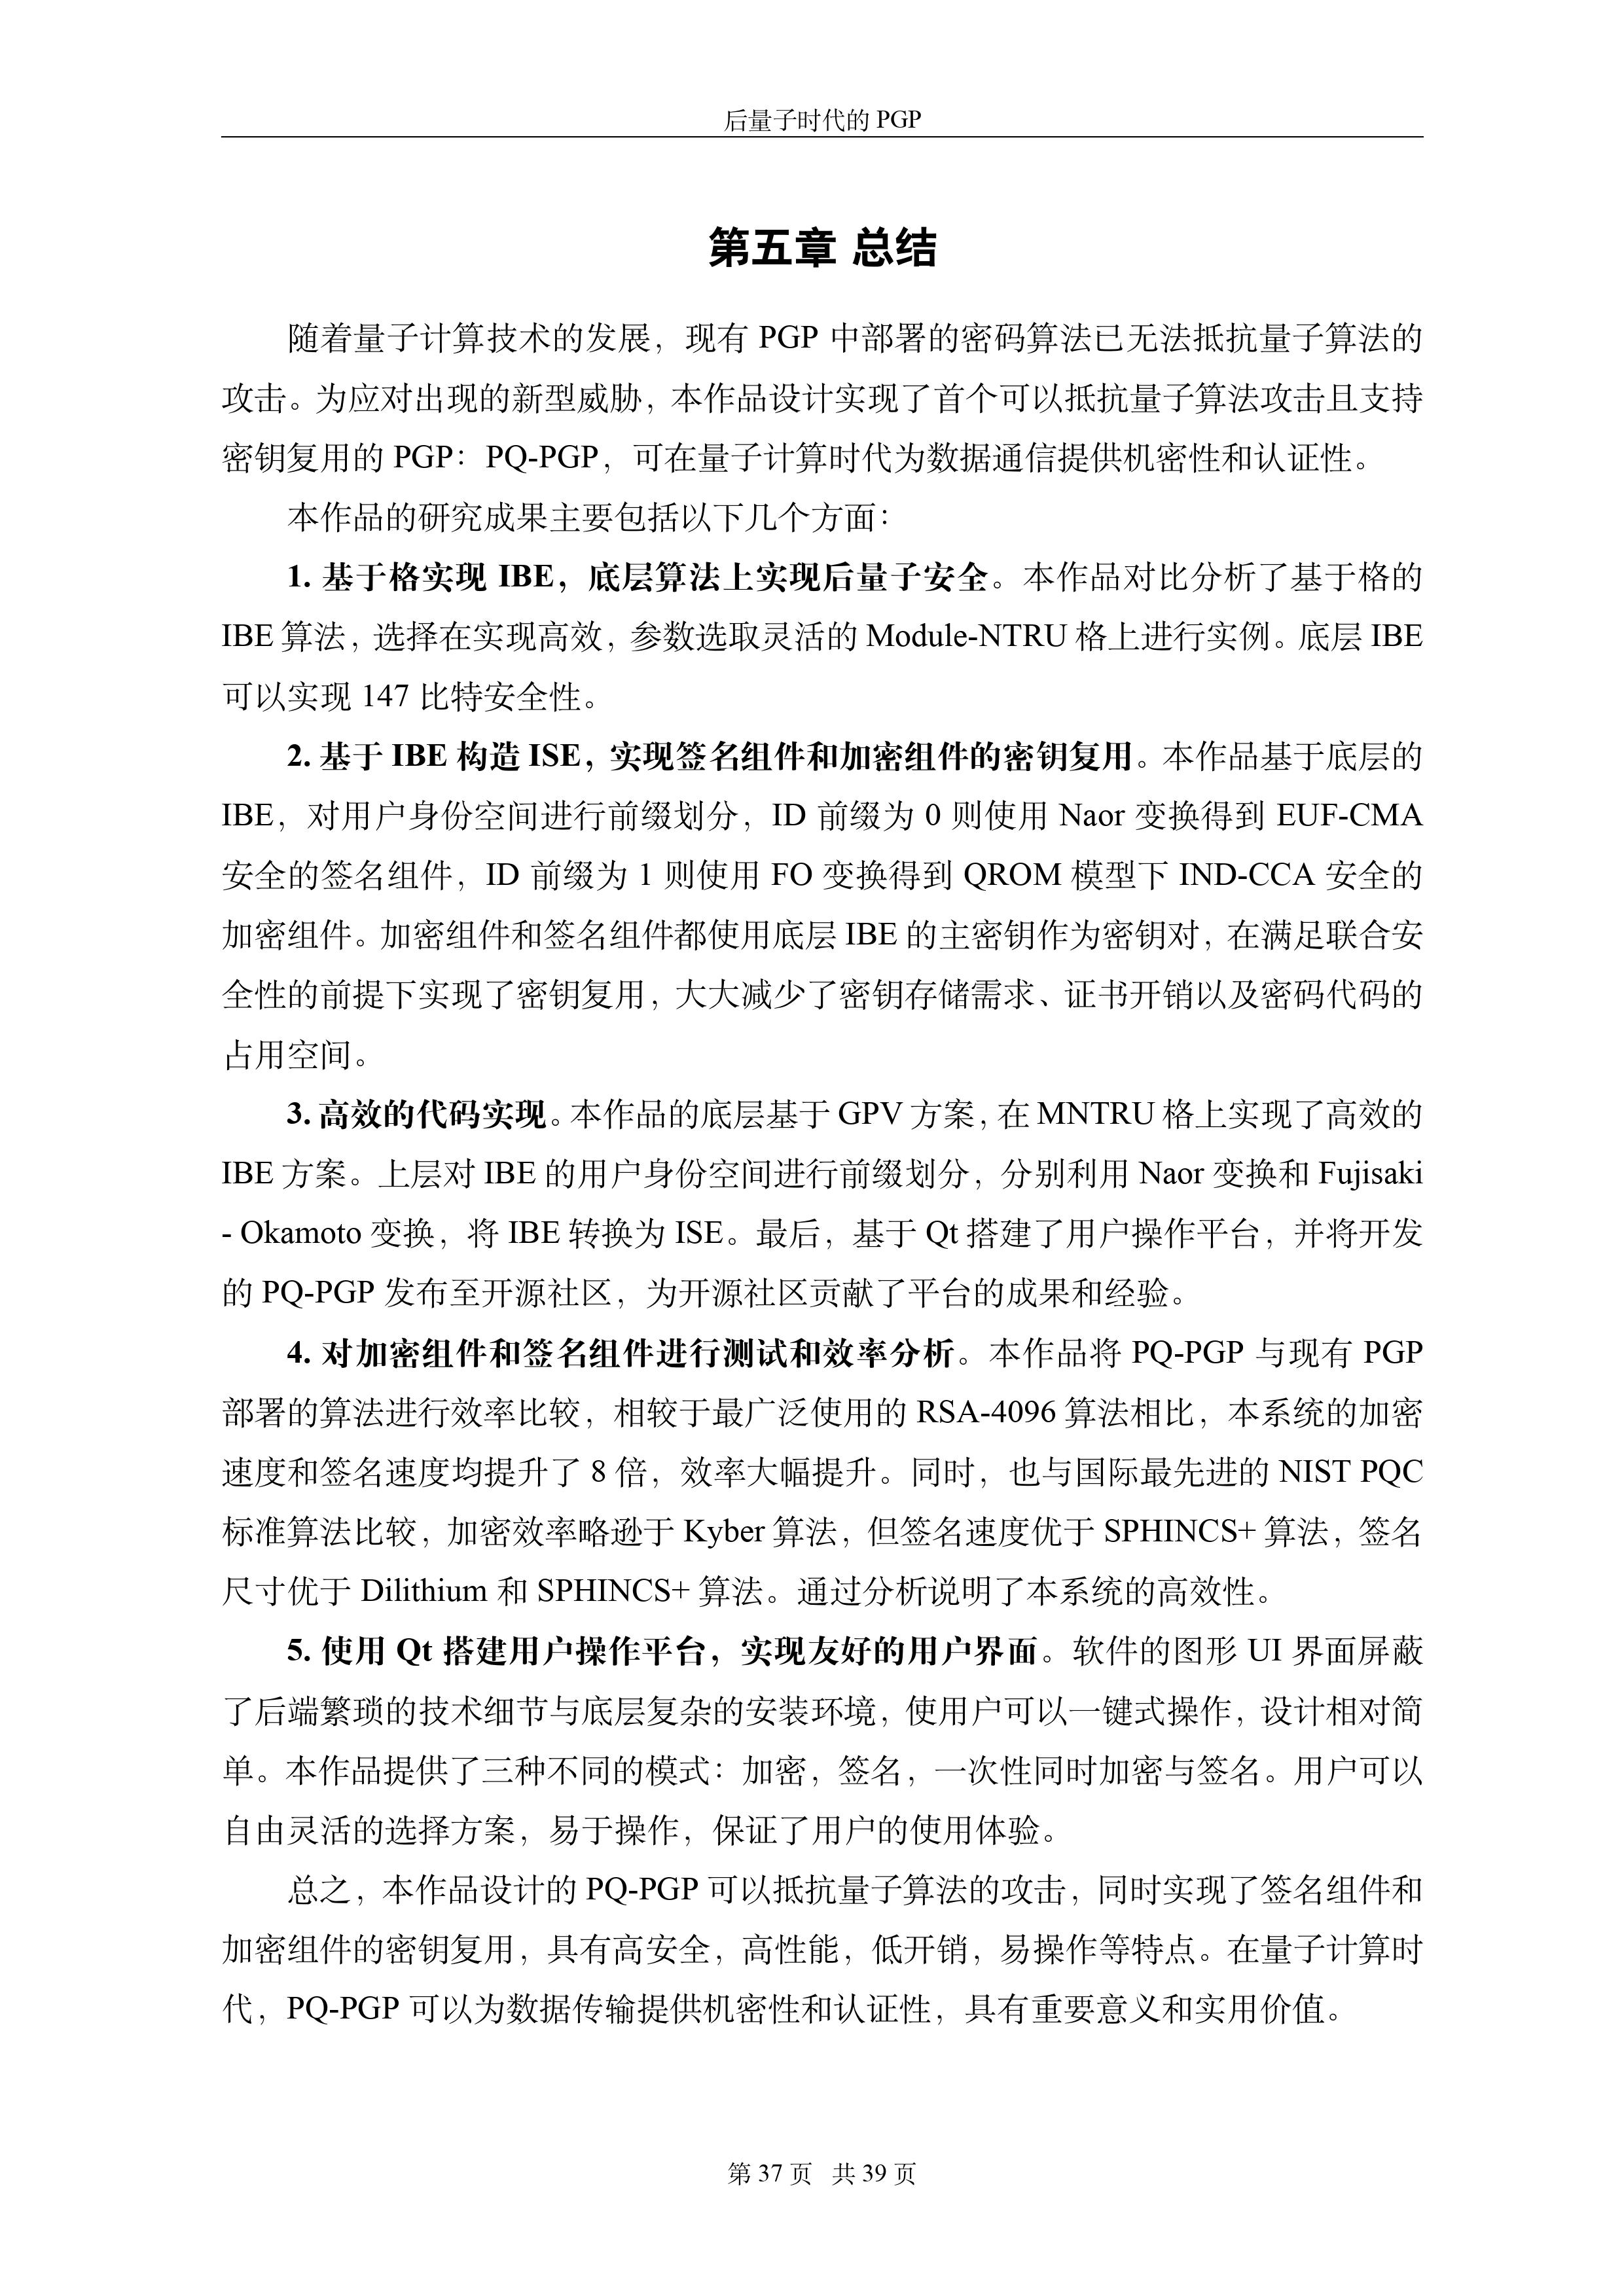 后量子时代的 PGP
第五章 总结
随着量子计算技术的发展，现有 PGP 中部署的密码算法已无法抵抗量子算法的
攻击。为应对出现的新型威胁，本作品设计实现了首个可以抵抗量子算法攻击且支持
密钥复用的 PGP：PQ-PGP，可在量子计算时代为数据通信提供机密性和认证性。
本作品的研究成果主要包括以下几个方面：
1. 基于格实现 IBE，底层算法上实现后量子安全。本作品对比分析了基于格的
IBE 算法，选择在实现高效，参数选取灵活的 Module-NTRU 格上进行实例。底层 IBE
可以实现 147 比特安全性。
2. 基于 IBE 构造 ISE，实现签名组件和加密组件的密钥复用。本作品基于底层的
IBE，对用户身份空间进行前缀划分，ID 前缀为 0 则使用 Naor 变换得到 EUF-CMA
安全的签名组件，ID 前缀为 1 则使用 FO 变换得到 QROM 模型下 IND-CCA 安全的
加密组件。加密组件和签名组件都使用底层 IBE 的主密钥作为密钥对，在满足联合安
全性的前提下实现了密钥复用，大大减少了密钥存储需求、证书开销以及密码代码的
占用空间。
3. 高效的代码实现。本作品的底层基于 GPV 方案，在 MNTRU 格上实现了高效的
IBE 方案。上层对 IBE 的用户身份空间进行前缀划分，分别利用 Naor 变换和 Fujisaki
- Okamoto 变换，将 IBE 转换为 ISE。最后，基于 Qt 搭建了用户操作平台，并将开发
的 PQ-PGP 发布至开源社区，为开源社区贡献了平台的成果和经验。
4. 对加密组件和签名组件进行测试和效率分析。本作品将 PQ-PGP 与现有 PGP
部署的算法进行效率比较，相较于最广泛使用的 RSA-4096 算法相比，本系统的加密
速度和签名速度均提升了 8 倍，效率大幅提升。同时，也与国际最先进的 NIST PQC
标准算法比较，加密效率略逊于 Kyber 算法，但签名速度优于 SPHINCS+ 算法，签名
尺寸优于 Dilithium 和 SPHINCS+ 算法。通过分析说明了本系统的高效性。
5. 使用 Qt 搭建用户操作平台，实现友好的用户界面。软件的图形 UI 界面屏蔽
了后端繁琐的技术细节与底层复杂的安装环境，使用户可以一键式操作，设计相对简
单。本作品提供了三种不同的模式：加密，签名，一次性同时加密与签名。用户可以
自由灵活的选择方案，易于操作，保证了用户的使用体验。
总之，本作品设计的 PQ-PGP 可以抵抗量子算法的攻击，同时实现了签名组件和
加密组件的密钥复用，具有高安全，高性能，低开销，易操作等特点。在量子计算时
代，PQ-PGP 可以为数据传输提供机密性和认证性，具有重要意义和实用价值。
第 37 页 共 39 页